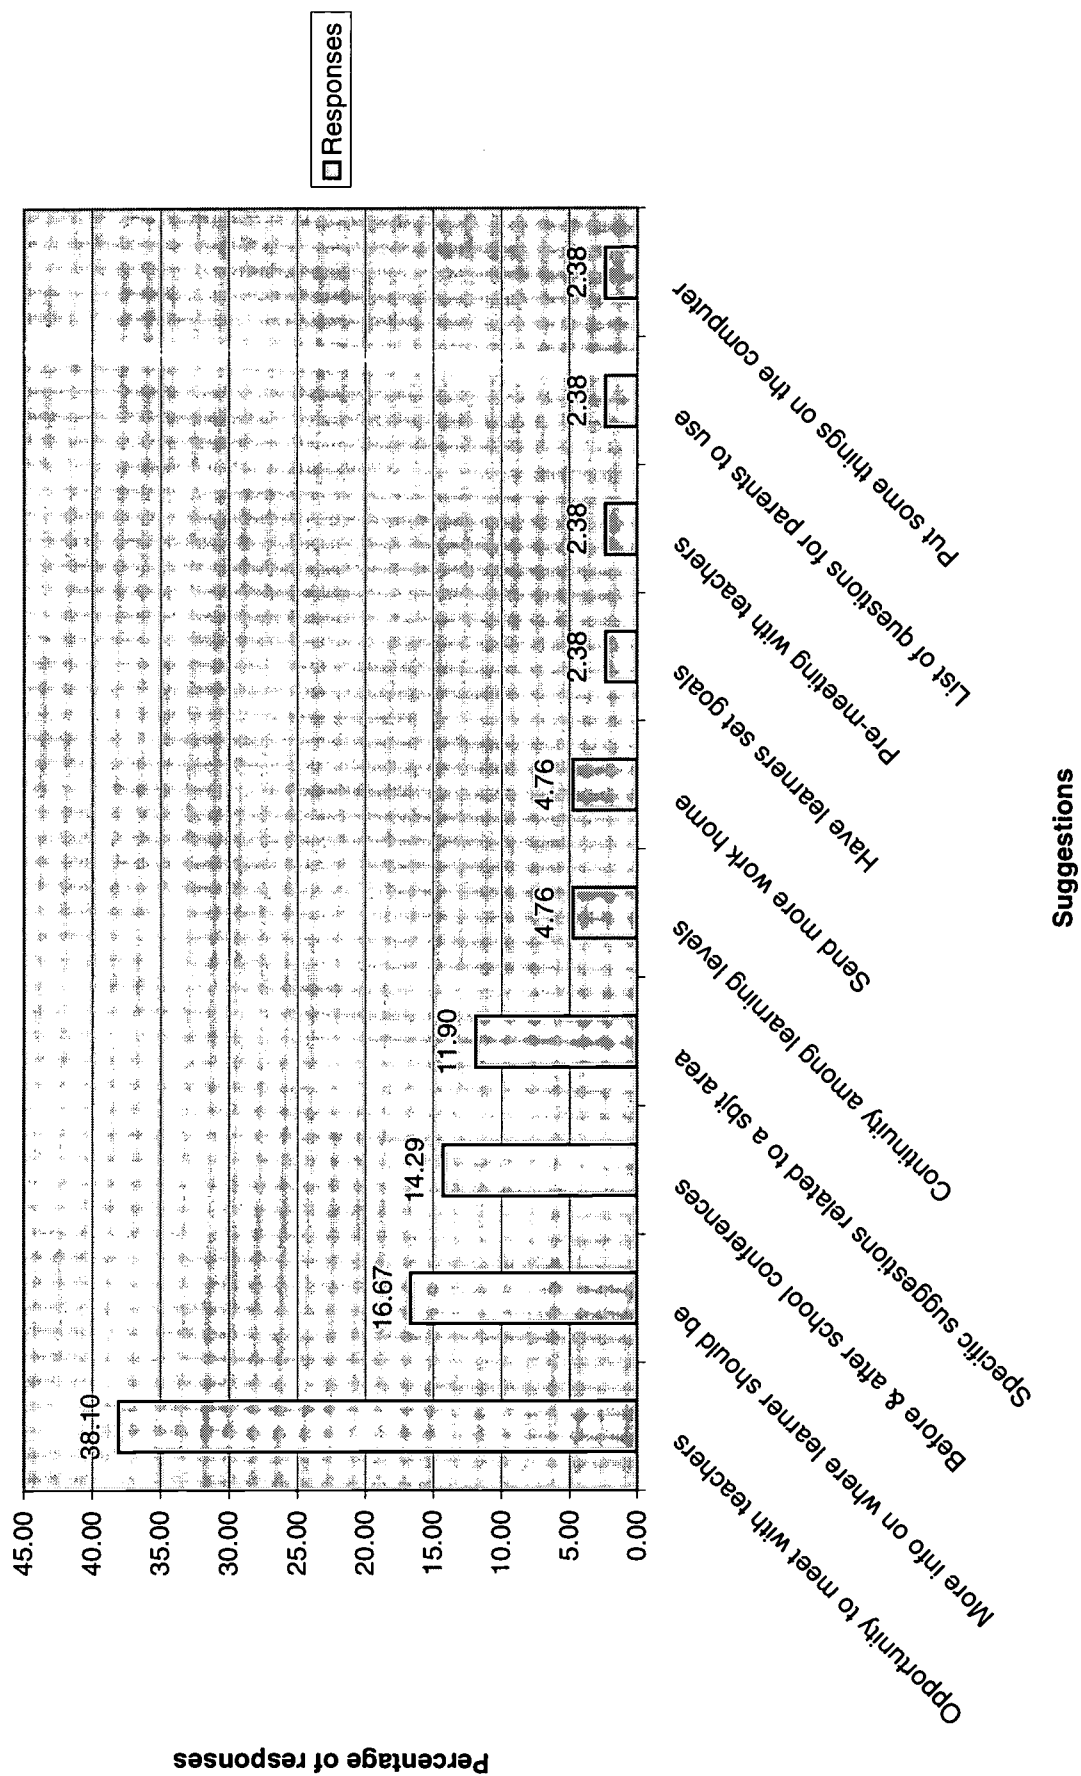 Responses
45.00
40.00
35.00
30.00
25.00
20.00
15.00
10.00
5.00
0.00
Percentage of responses
38.10
16.67
14.29
11.90
4.76
4.76
2.38
2.38
2.38
2.38
Opportunity to meet with teachers
More info on where learner should be
Before & after school conferences
Specific suggestions related to a sbjt area
Continuity among learning levels
Send more work home
Have learners set goals
Pre-meeting with teachers
List of questions for parents to use
Put some things on the computer
Suggestions